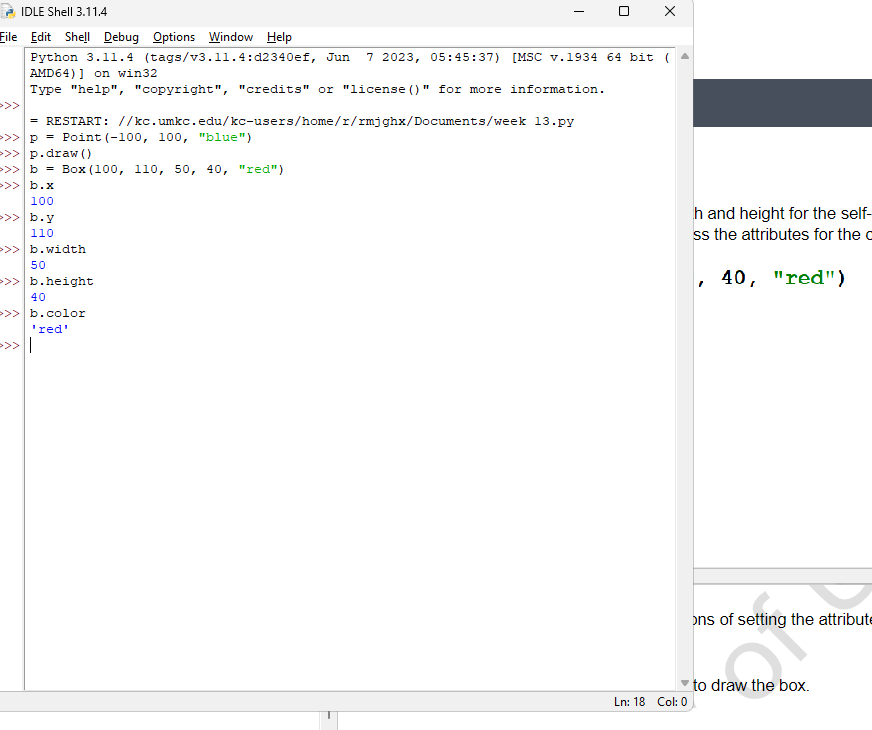 IDLE Shell 3.11.4
File Edit Shell Debug Options Window Help
Python 3.11.4 (tags/v3.11.4:d2340ef, Jun  7 2023, 05:45:37) [MSC v.1934 64 bit (
AMD64)] on win32
Type "help", "copyright", "credits" or "license()" for more information.
>>>
= RESTART: //kc.umkc.edu/kc-users/home/r/rmjghx/Documents/week 13.py
>>> p = Point(-100, 100, "blue")
>>> p.draw()
>>> b = Box(100, 110, 50, 40, "red")
>>> b.x
100
>>> b.y
110
>>> b.width
50
>>> b.height
40
>>> b.color
'red'
>>>
Ln: 18 Col: 0
h and height for the self-
ss the attributes for the
, 40, "red")
ons of setting the attribute
to draw the box.
of